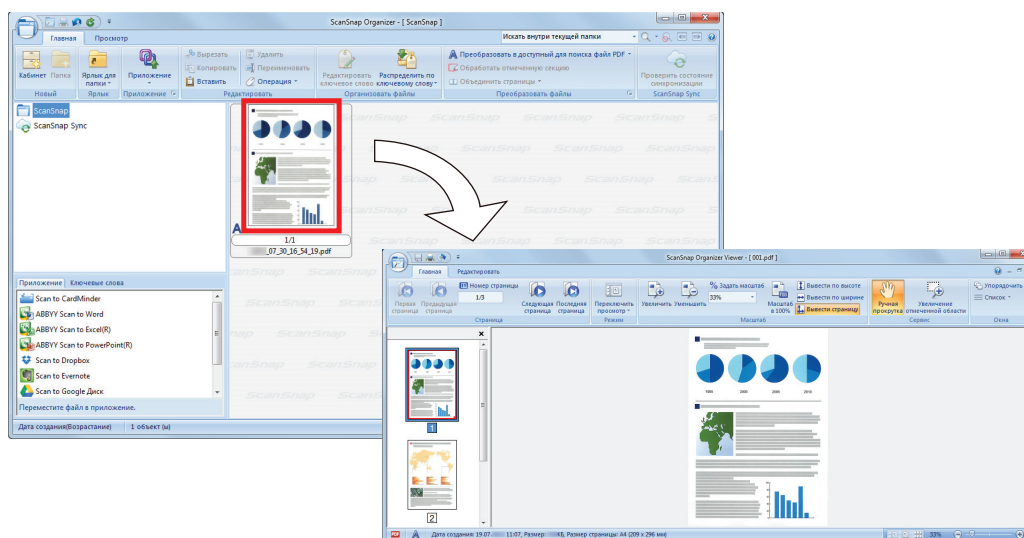 ScanSnap Organizer - [ ScanSnap ]
Главная Просмотр
Искать внутри текущей папки
Кабинет Папка
Ярлык для папки
Приложение
Вырезать
Копировать
Вставить
Удалить
Переименовать
Операция
Редактировать ключевое слово
Распределить по ключевому слову
Преобразовать в доступный для поиска файл PDF
Обработать отмеченную секцию
Объединить страницы
Проверить состояние синхронизации
Новый Ярлык Приложение Редактировать Организовать файлы Преобразовать файлы ScanSnap Sync
ScanSnap
ScanSnap Sync
A
1/1
_07_30_16_54_19.pdf
Приложение Ключевые слова
Scan to CardMinder
ABBYY Scan to Word
ABBYY Scan to Excel(R)
ABBYY Scan to PowerPoint(R)
Scan to Dropbox
Scan to Evernote
Scan to Google Диск
Переместите файл в приложение.
Дата создания(Возрастание) 1 объект (ы)
ScanSnap Organizer Viewer - [ 001.pdf ]
Главная Редактировать
Первая страница
Предыдущая страница
Номер страницы
1/3
Следующая страница
Последняя страница
Переключить просмотр
Увеличить Уменьшить
% Задать масштаб
33%
Масштаб в 100%
Вывести по высоте
Вывести по ширине
Вывести страницу
Ручная прокрутка
Увеличение отмеченной области
Упорядочить
Список
Страница Режим Масштаб Сервис Окна
1
2
1995 2000 2005 2010
PDF A Дата создания: 19.07. 11:07, Размер: КБ, Размер страницы: A4 (209 x 296 мм) 33%